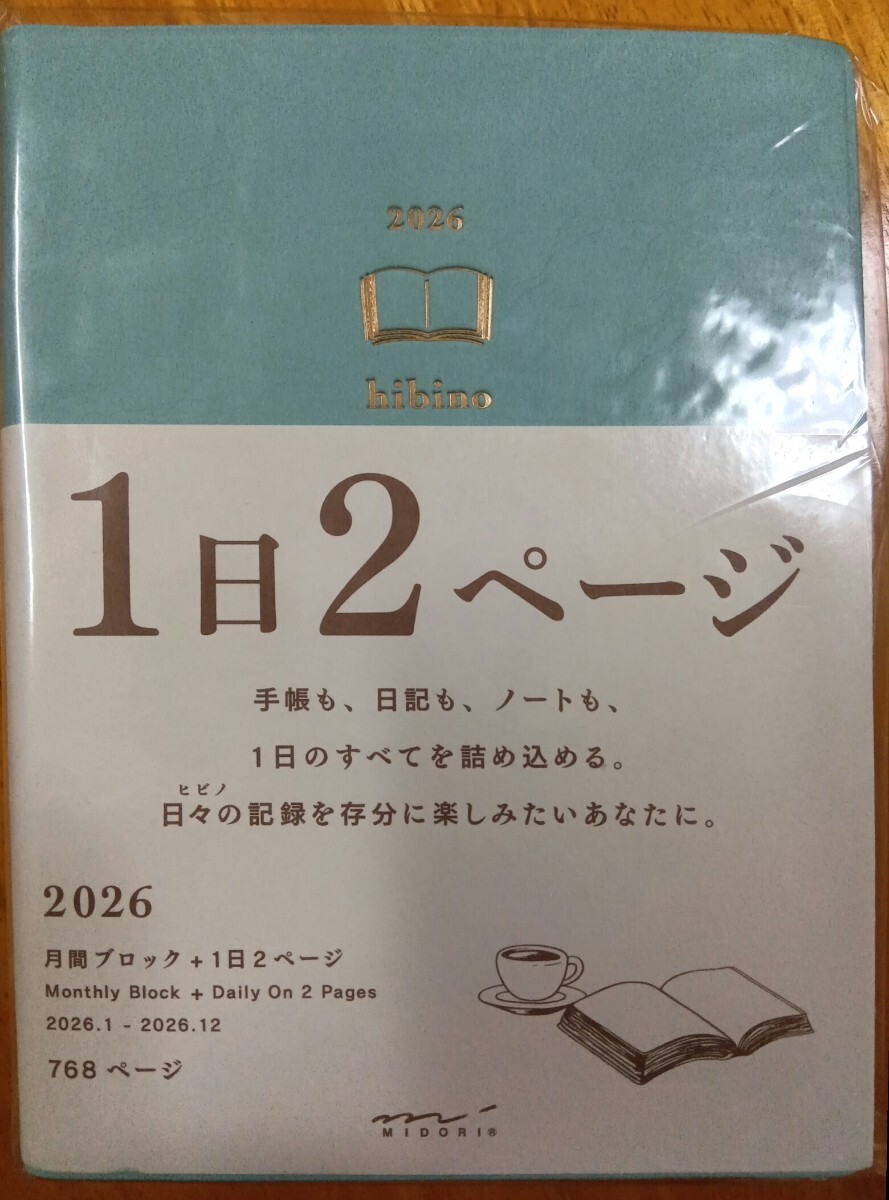 2026
hibino
1日2ページ
手帳も、日記も、ノートも、
1日のすべてを詰め込める。
ヒビノ
日々の記録を存分に楽しみたいあなたに。
2026
月間ブロック + 1日2ページ
Monthly Block + Daily On 2 Pages
2026.1 - 2026.12
768 ページ
MIDORI®